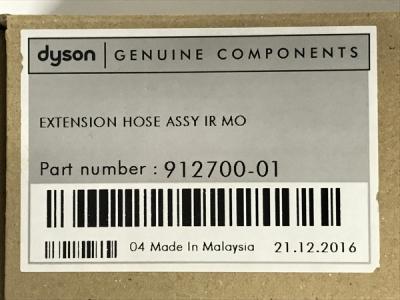 dyson | GENUINE COMPONENTS
EXTENSION HOSE ASSY IR MO
Part number : 912700-01
04 Made In Malaysia 21.12.2016